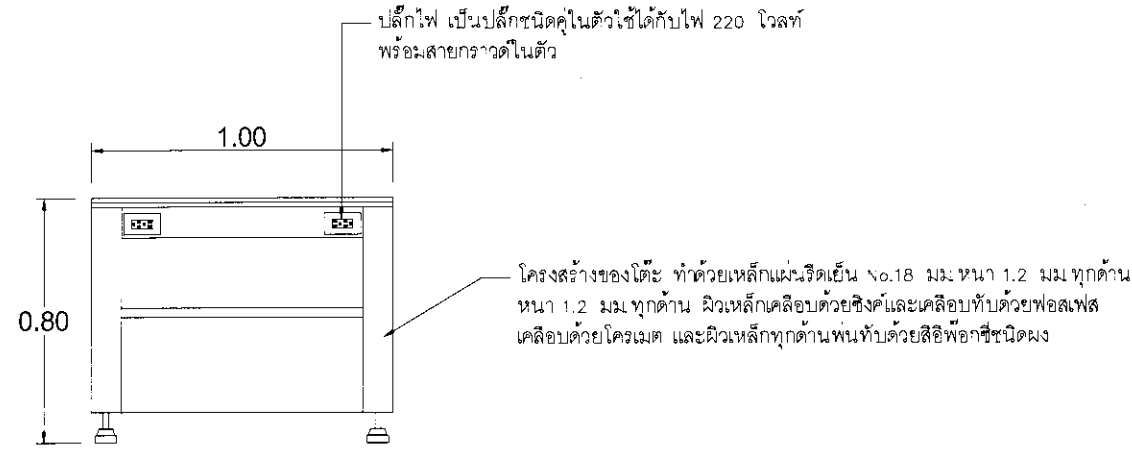 ปลั๊กไฟ เป็นปลั๊กชนิดคู่ในตัวใช้ได้กับไฟ 220 โวลท์
พร้อมสายกราวด์ในตัว
1.00
0.80
โครงสร้างของโต๊ะ ทำด้วยเหล็กแผ่นรีดเย็น No.18 มม. หนา 1.2 มม ทุกด้าน
หนา 1.2 มม. ทุกด้าน ผิวเหล็กเคลือบด้วยซิงค์และเคลือบทับด้วยฟอสเฟส
เคลือบด้วยโครเมต และผิวเหล็กทุกด้านพ่นทับด้วยสีอีพ๊อกซี่ชนิดผง